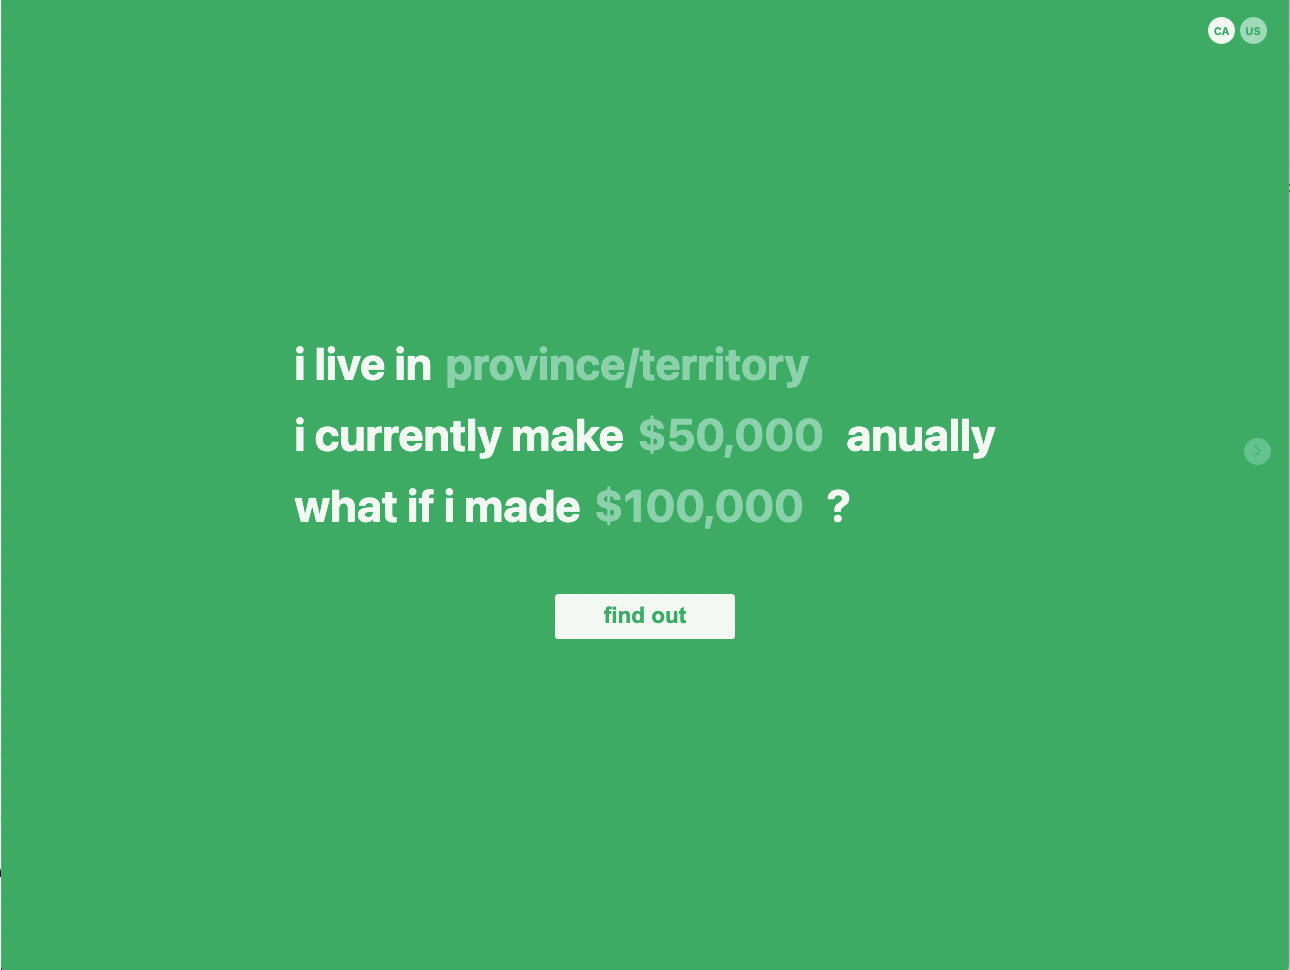 CA US
i live in province/territory
i currently make $50,000 anually
what if i made $100,000 ?
find out